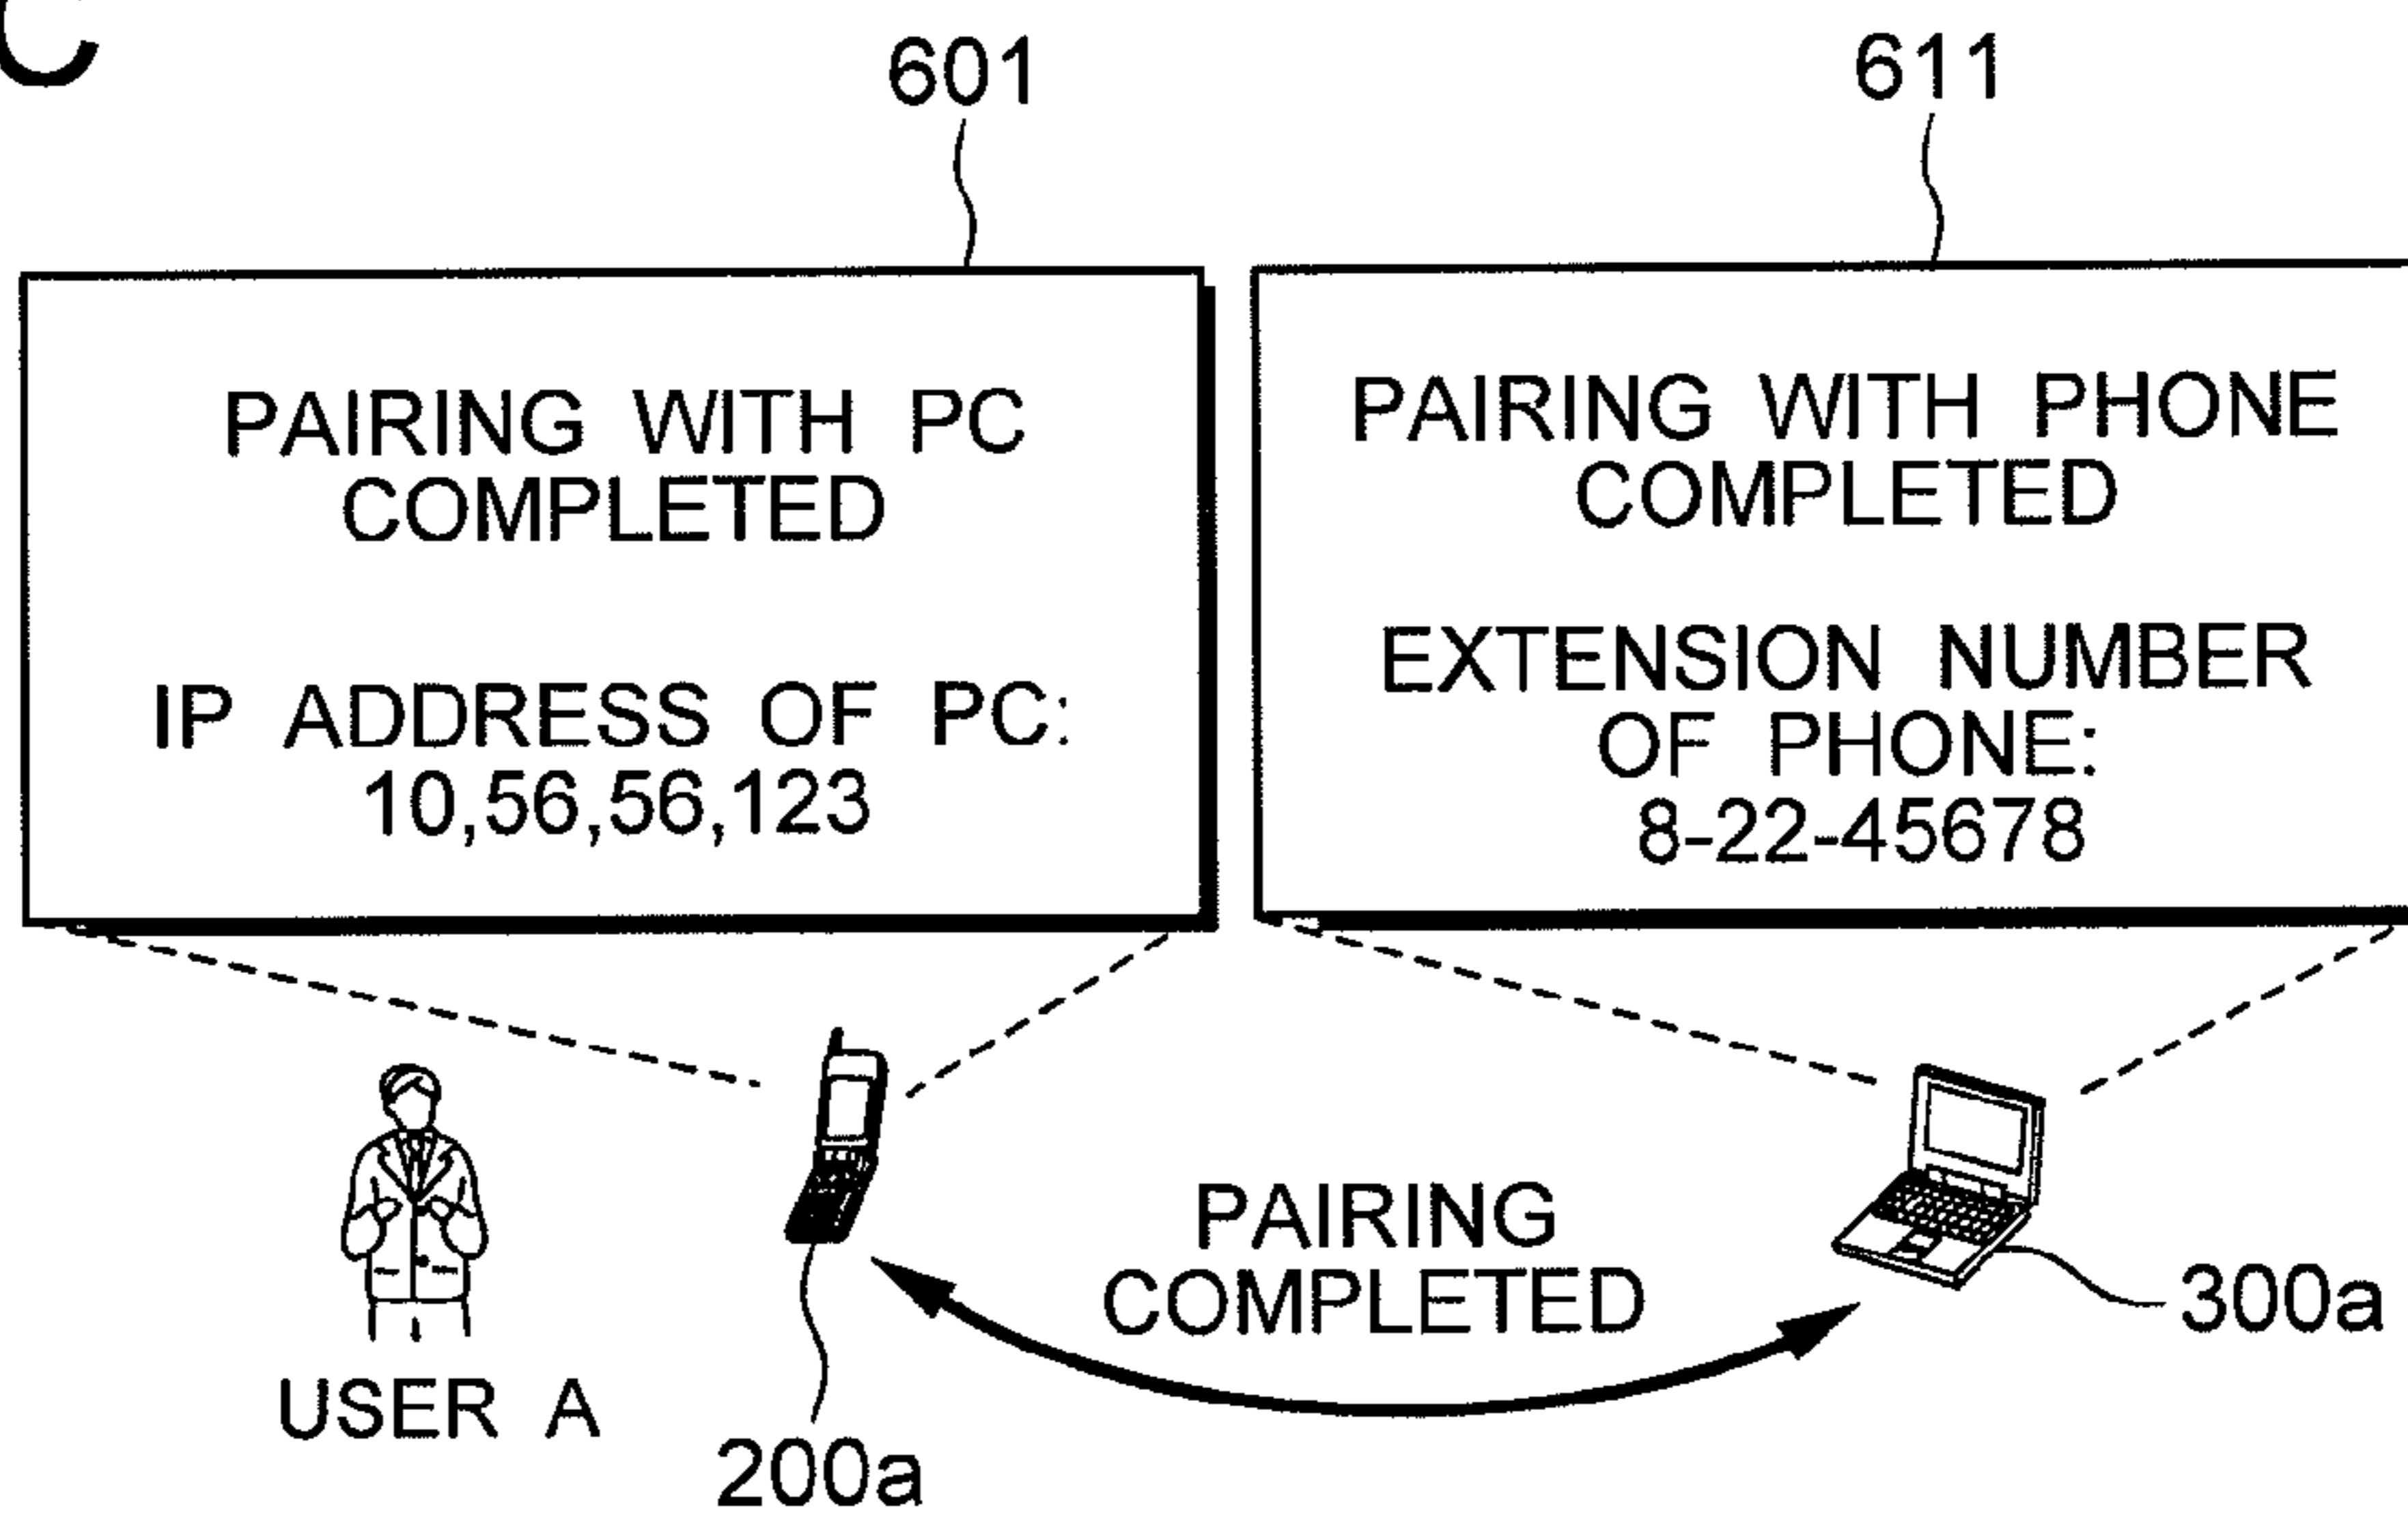 C
601
611
PAIRING WITH PC
COMPLETED
IP ADDRESS OF PC:
10,56,56,123
PAIRING WITH PHONE
COMPLETED
EXTENSION NUMBER
OF PHONE:
8-22-45678
PAIRING
COMPLETED
300a
USER A
200a